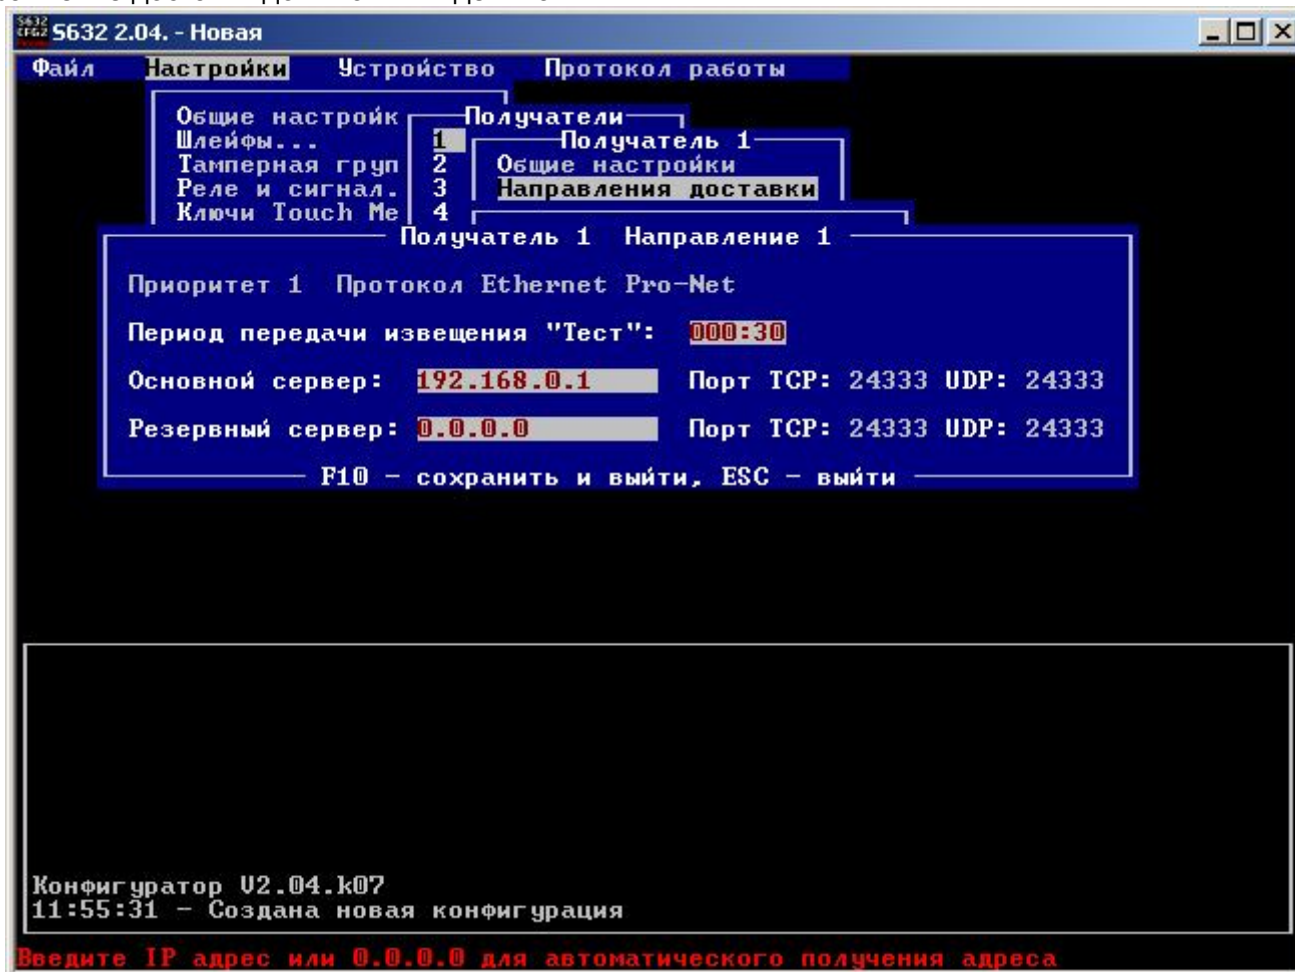 S632 2.04. - Новая
Файл Настройки Устройство Протокол работы
Общие настройк
Получатели
Шлейфы...
1
Получатель 1
Тамперная груп
2
Общие настройки
Реле и сигнал.
3
Направления доставки
Ключи Touch Me
4
Получатель 1 Направление 1
Приоритет 1 Протокол Ethernet Pro-Net
Период передачи извещения "Тест": 000:30
Основной сервер: 192.168.0.1 Порт TCP: 24333 UDP: 24333
Резервный сервер: 0.0.0.0 Порт TCP: 24333 UDP: 24333
F10 - сохранить и выйти, ESC - выйти
Конфигуратор V2.04.k07
11:55:31 - Создана новая конфигурация
Введите IP адрес или 0.0.0.0 для автоматического получения адреса